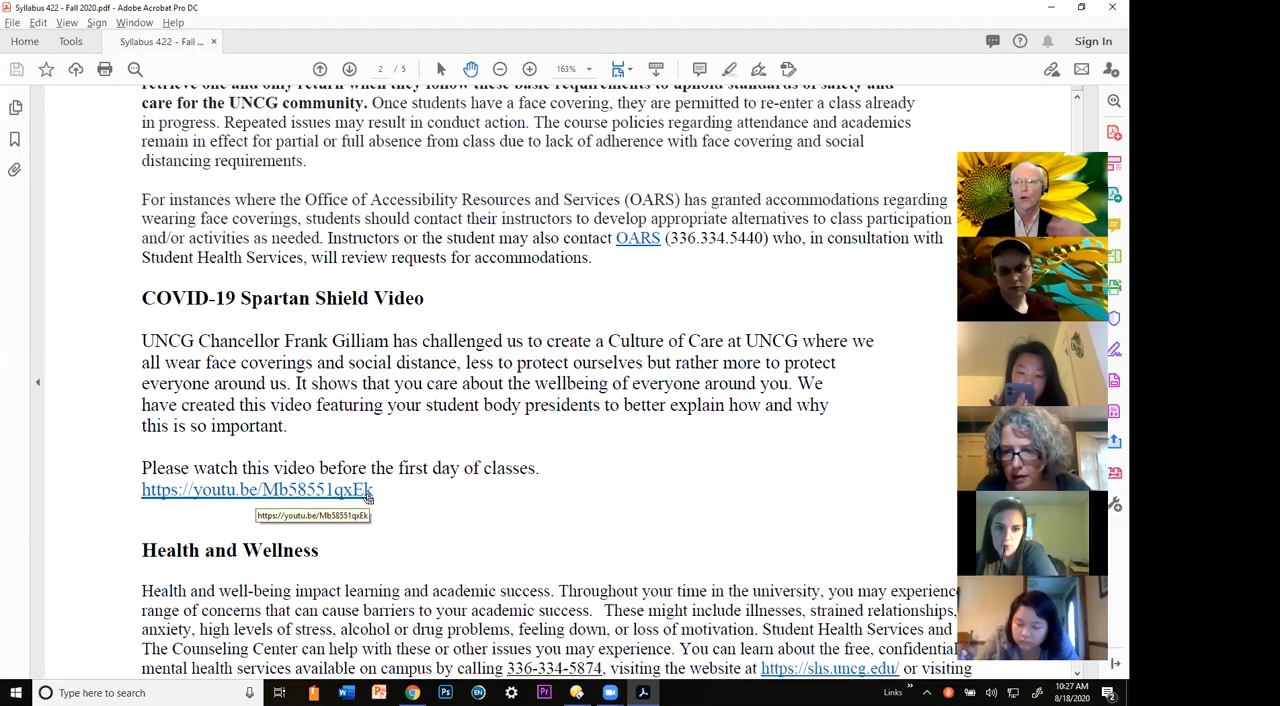 Syllabus 422 - Fall 2020.pdf - Adobe Acrobat Pro DC
File Edit View Sign Window Help
Home Tools Syllabus 422 - Fall ... × Sign In
2 / 5 163%
retrieve one and only return when they follow these basic requirements to uphold standards of safety and
care for the UNCG community. Once students have a face covering, they are permitted to re-enter a class already
in progress. Repeated issues may result in conduct action. The course policies regarding attendance and academics
remain in effect for partial or full absence from class due to lack of adherence with face covering and social
distancing requirements.
For instances where the Office of Accessibility Resources and Services (OARS) has granted accommodations regarding
wearing face coverings, students should contact their instructors to develop appropriate alternatives to class participation
and/or activities as needed. Instructors or the student may also contact OARS (336.334.5440) who, in consultation with
Student Health Services, will review requests for accommodations.
COVID-19 Spartan Shield Video
UNCG Chancellor Frank Gilliam has challenged us to create a Culture of Care at UNCG where we
all wear face coverings and social distance, less to protect ourselves but rather more to protect
everyone around us. It shows that you care about the wellbeing of everyone around you. We
have created this video featuring your student body presidents to better explain how and why
this is so important.
Please watch this video before the first day of classes.
https://youtu.be/Mb58551qxEk
https://youtu.be/Mb58551qxEk
Health and Wellness
Health and well-being impact learning and academic success. Throughout your time in the university, you may experience
range of concerns that can cause barriers to your academic success. These might include illnesses, strained relationships,
anxiety, high levels of stress, alcohol or drug problems, feeling down, or loss of motivation. Student Health Services and
The Counseling Center can help with these or other issues you may experience. You can learn about the free, confidential
mental health services available on campus by calling 336-334-5874, visiting the website at https://shs.uncg.edu/ or visiting
Type here to search
Links
10:27 AM
8/18/2020